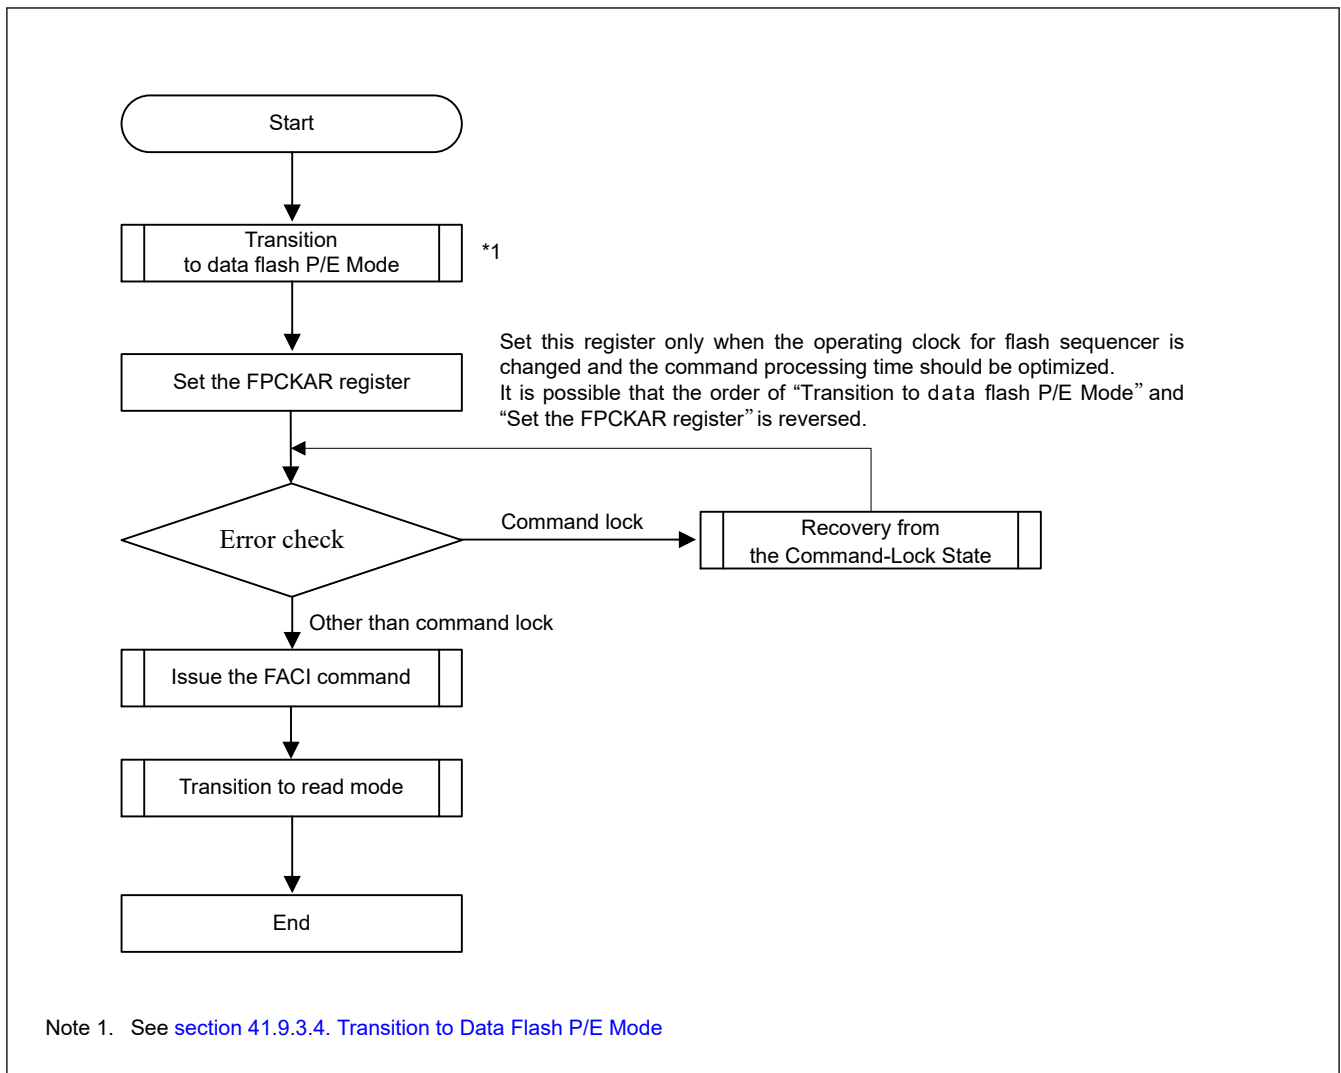 Start
Transition
to data flash P/E Mode
*1
Set the FPCKAR register
Set this register only when the operating clock for flash sequencer is
changed and the command processing time should be optimized.
It is possible that the order of “Transition to data flash P/E Mode” and
“Set the FPCKAR register” is reversed.
Error check
Command lock
Recovery from
the Command-Lock State
Other than command lock
Issue the FACI command
Transition to read mode
End
Note 1. See section 41.9.3.4. Transition to Data Flash P/E Mode